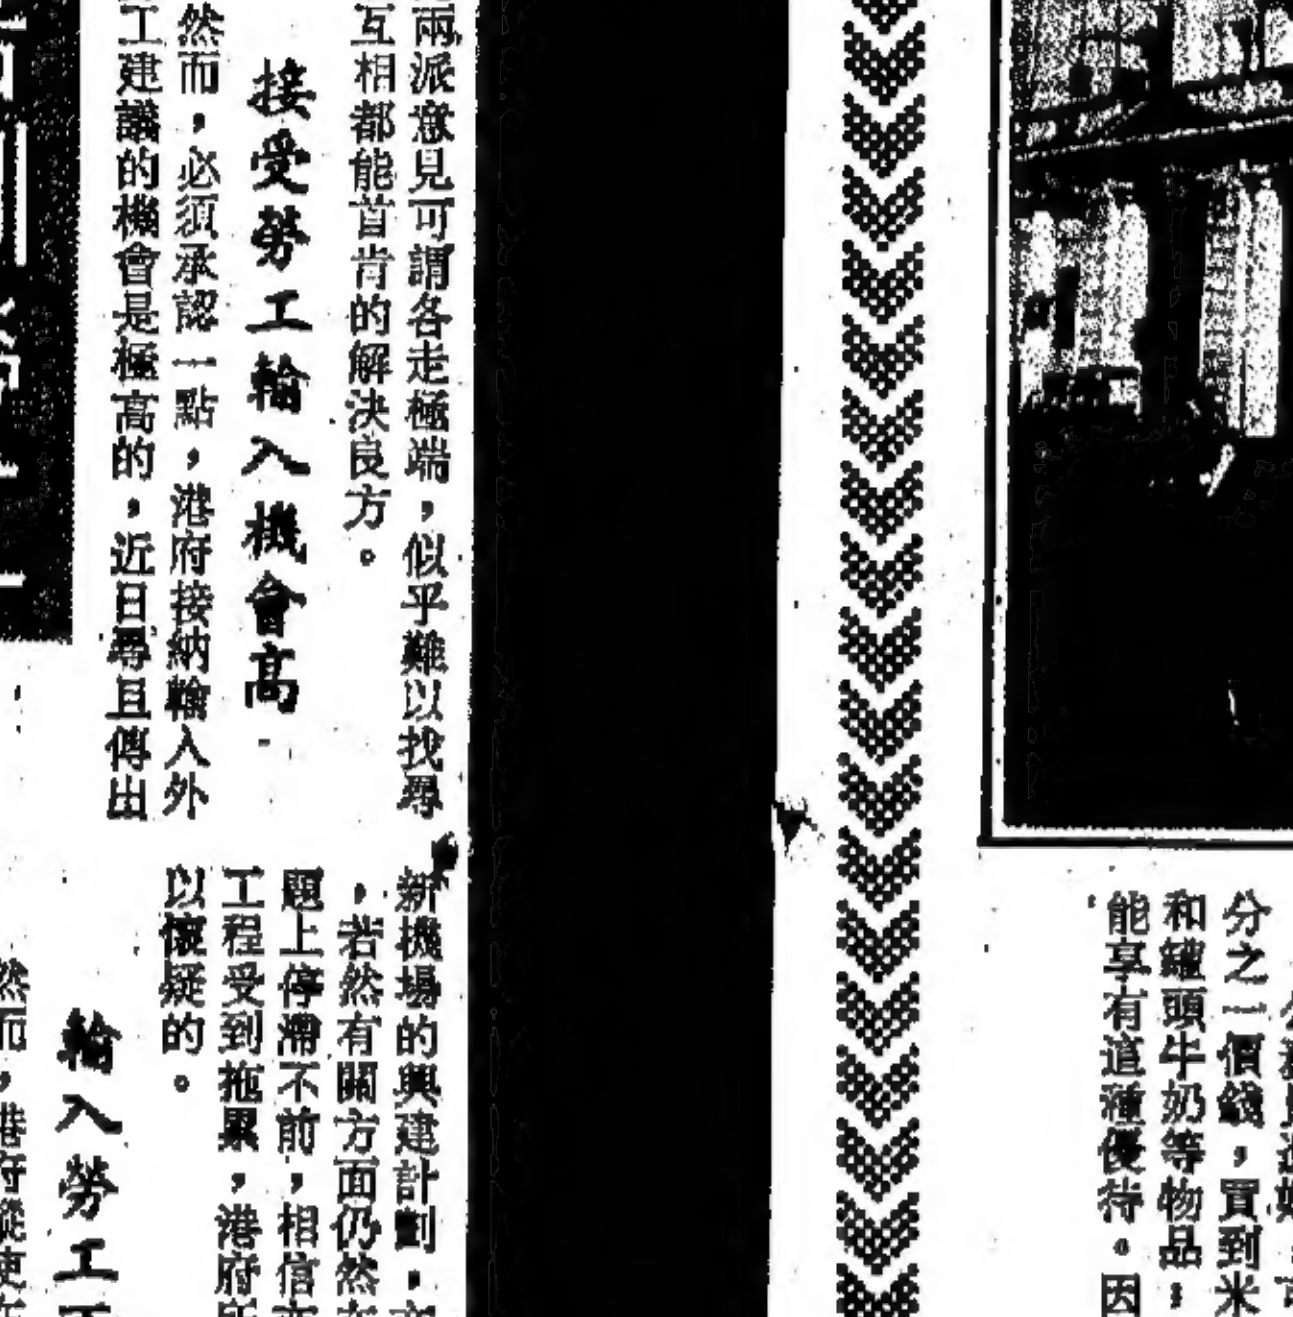 分之一價錢，買到米
和罐頭牛奶等物品，
能享有這種優待。因
兩派意見可謂各走極端，似乎難以找尋
互相都能首肯的解決良方。
接受勞工輸入機會高
然而，必須承認一點，港府接納輸入外
工建議的機會是極高的，近日尋且傳出
新機場的興建計劃，
，若然有關方面仍然
題上停滯不前，相信
工程受到拖累，港府
以懷疑的。
輸入勞工
然而，港府縱使